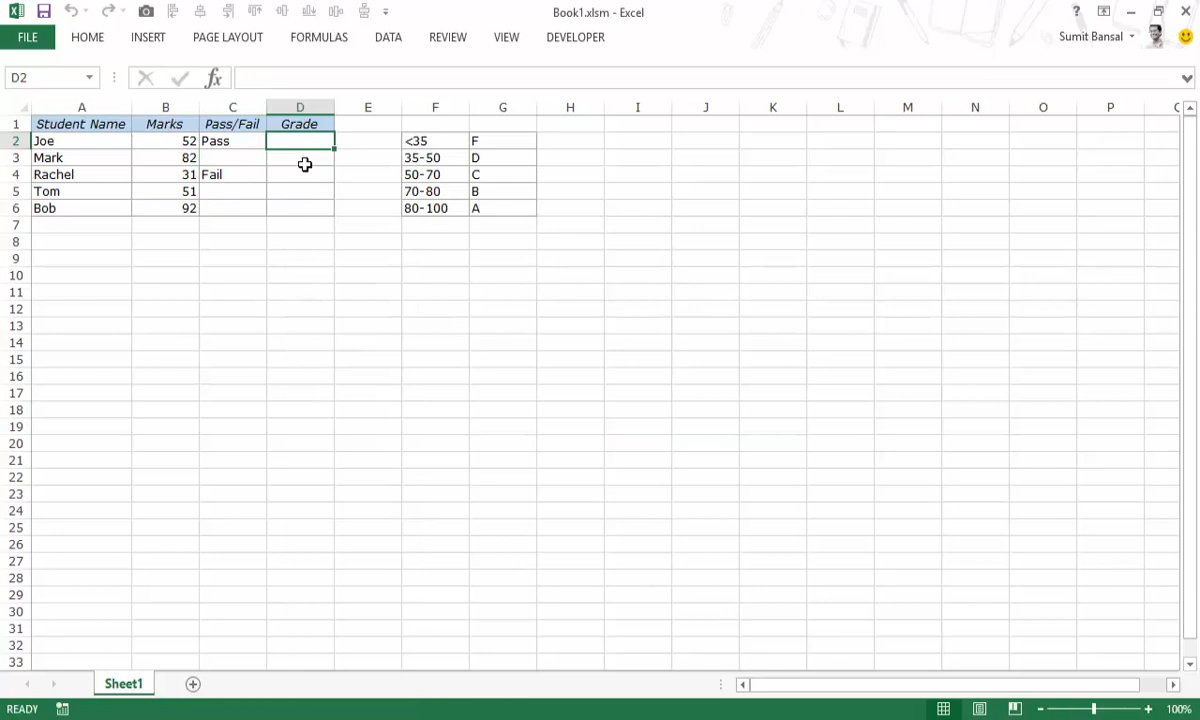 Book1.xlsm - Excel
?
FILE HOME INSERT PAGE LAYOUT FORMULAS DATA REVIEW VIEW DEVELOPER Sumit Bansal
D2 fx
A B C D E F G H I J K L M N O P
1 Student Name Marks Pass/Fail Grade
2 Joe 52 Pass <35 F
3 Mark 82 35-50 D
4 Rachel 31 Fail 50-70 C
5 Tom 51 70-80 B
6 Bob 92 80-100 A
7
8
9
10
11
12
13
14
15
16
17
18
19
20
21
22
23
24
25
26
27
28
29
30
31
32
33
Sheet1
READY 100%